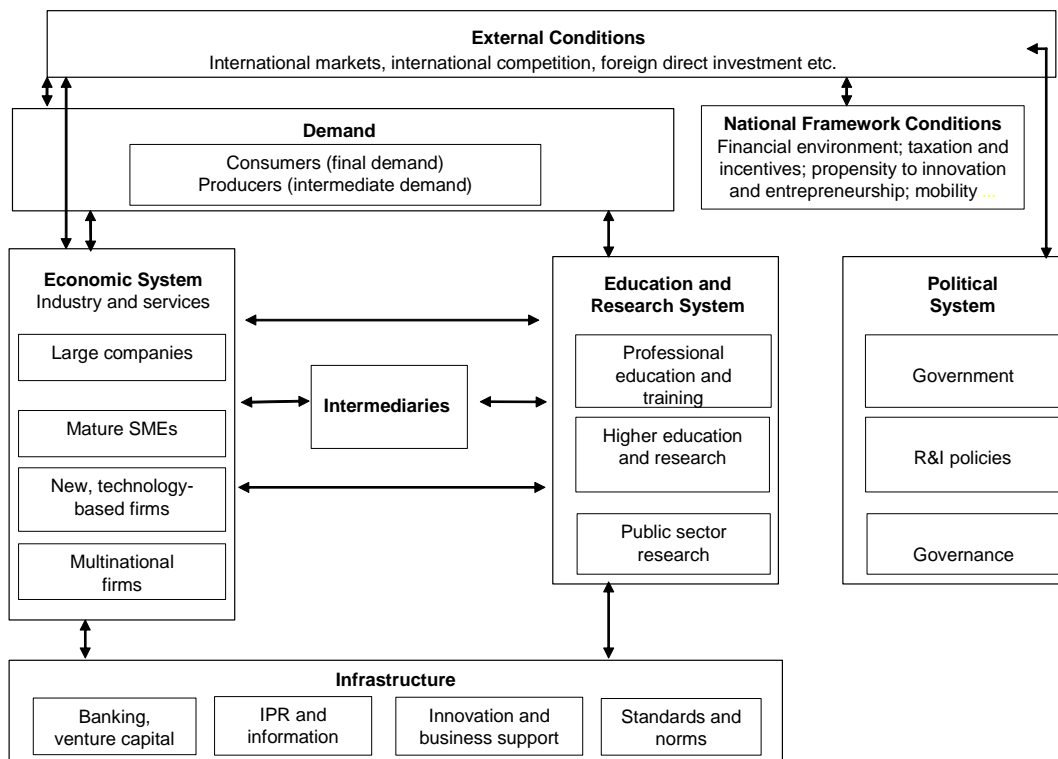 External Conditions
International markets, international competition, foreign direct investment etc.
Demand
Consumers (final demand)
Producers (intermediate demand)
National Framework Conditions
Financial environment; taxation and
incentives; propensity to innovation
and entrepreneurship; mobility ...
Economic System
Industry and services
Large companies
Mature SMEs
New, technology-
based firms
Multinational
firms
Intermediaries
Education and
Research System
Professional
education and
training
Higher education
and research
Public sector
research
Political
System
Government
R&I policies
Governance
Infrastructure
Banking,
venture capital
IPR and
information
Innovation and
business support
Standards and
norms